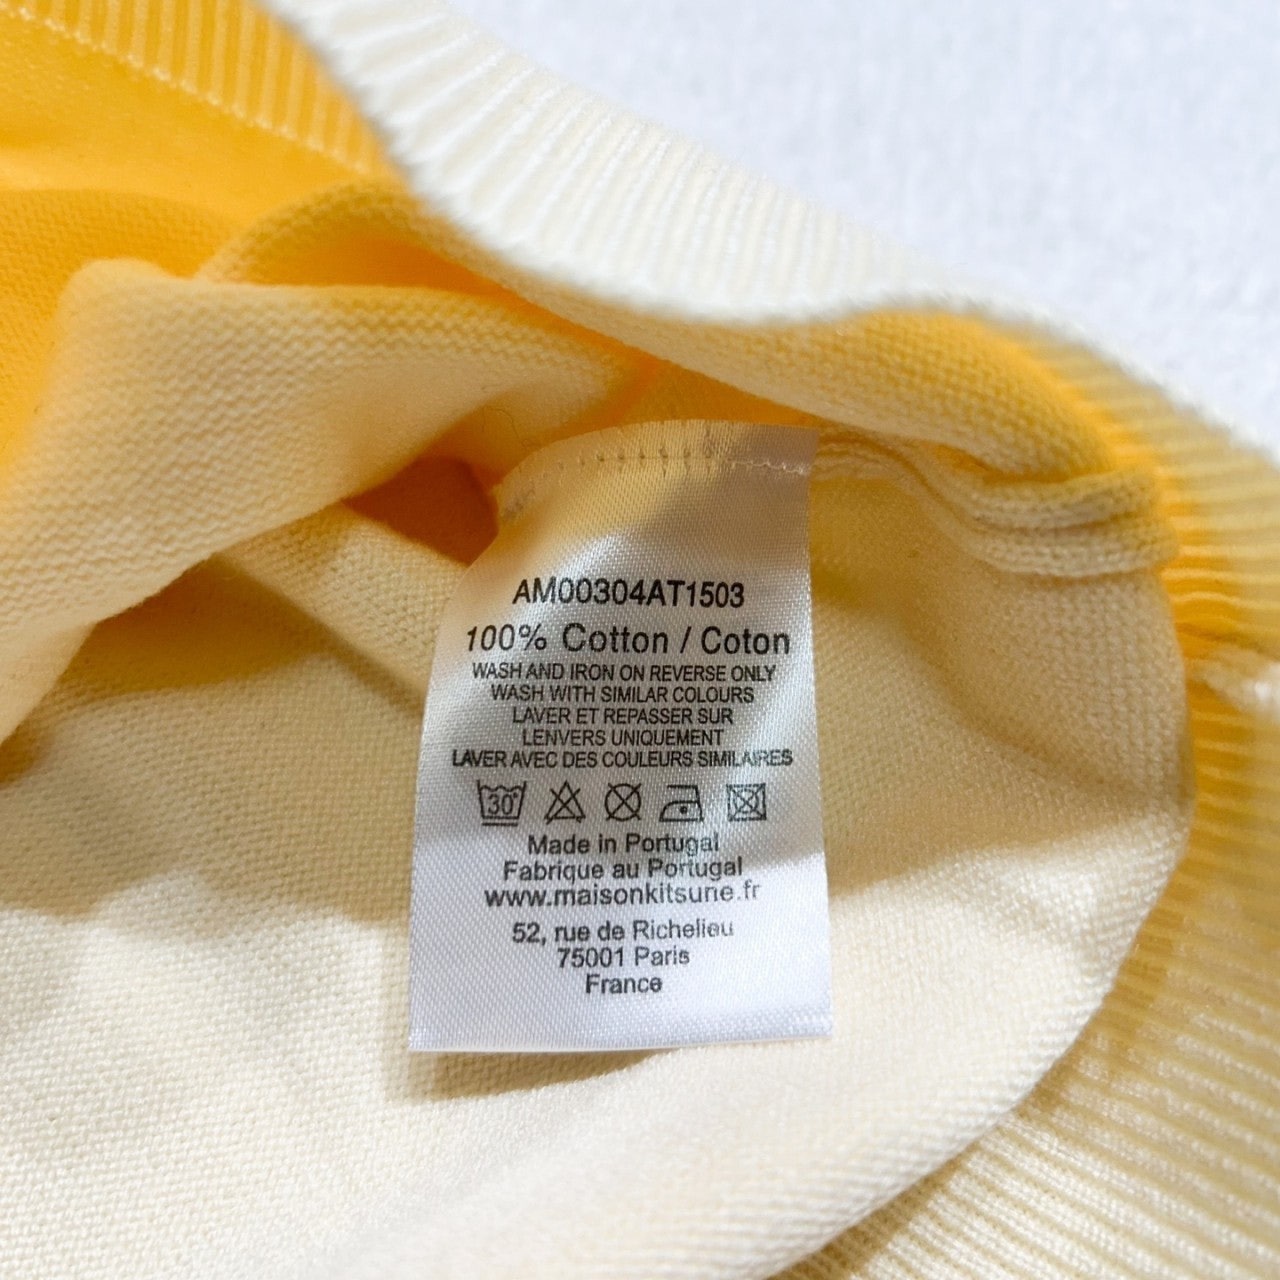 AM00304AT1503
100% Cotton / Coton
WASH AND IRON ON REVERSE ONLY
WASH WITH SIMILAR COLOURS
LAVER ET REPASSER SUR
LENVERS UNIQUEMENT
LAVER AVEC DES COULEURS SIMILAIRES
30°
Made in Portugal
Fabrique au Portugal
www.maisonkitsune.fr
52, rue de Richelieu
75001 Paris
France